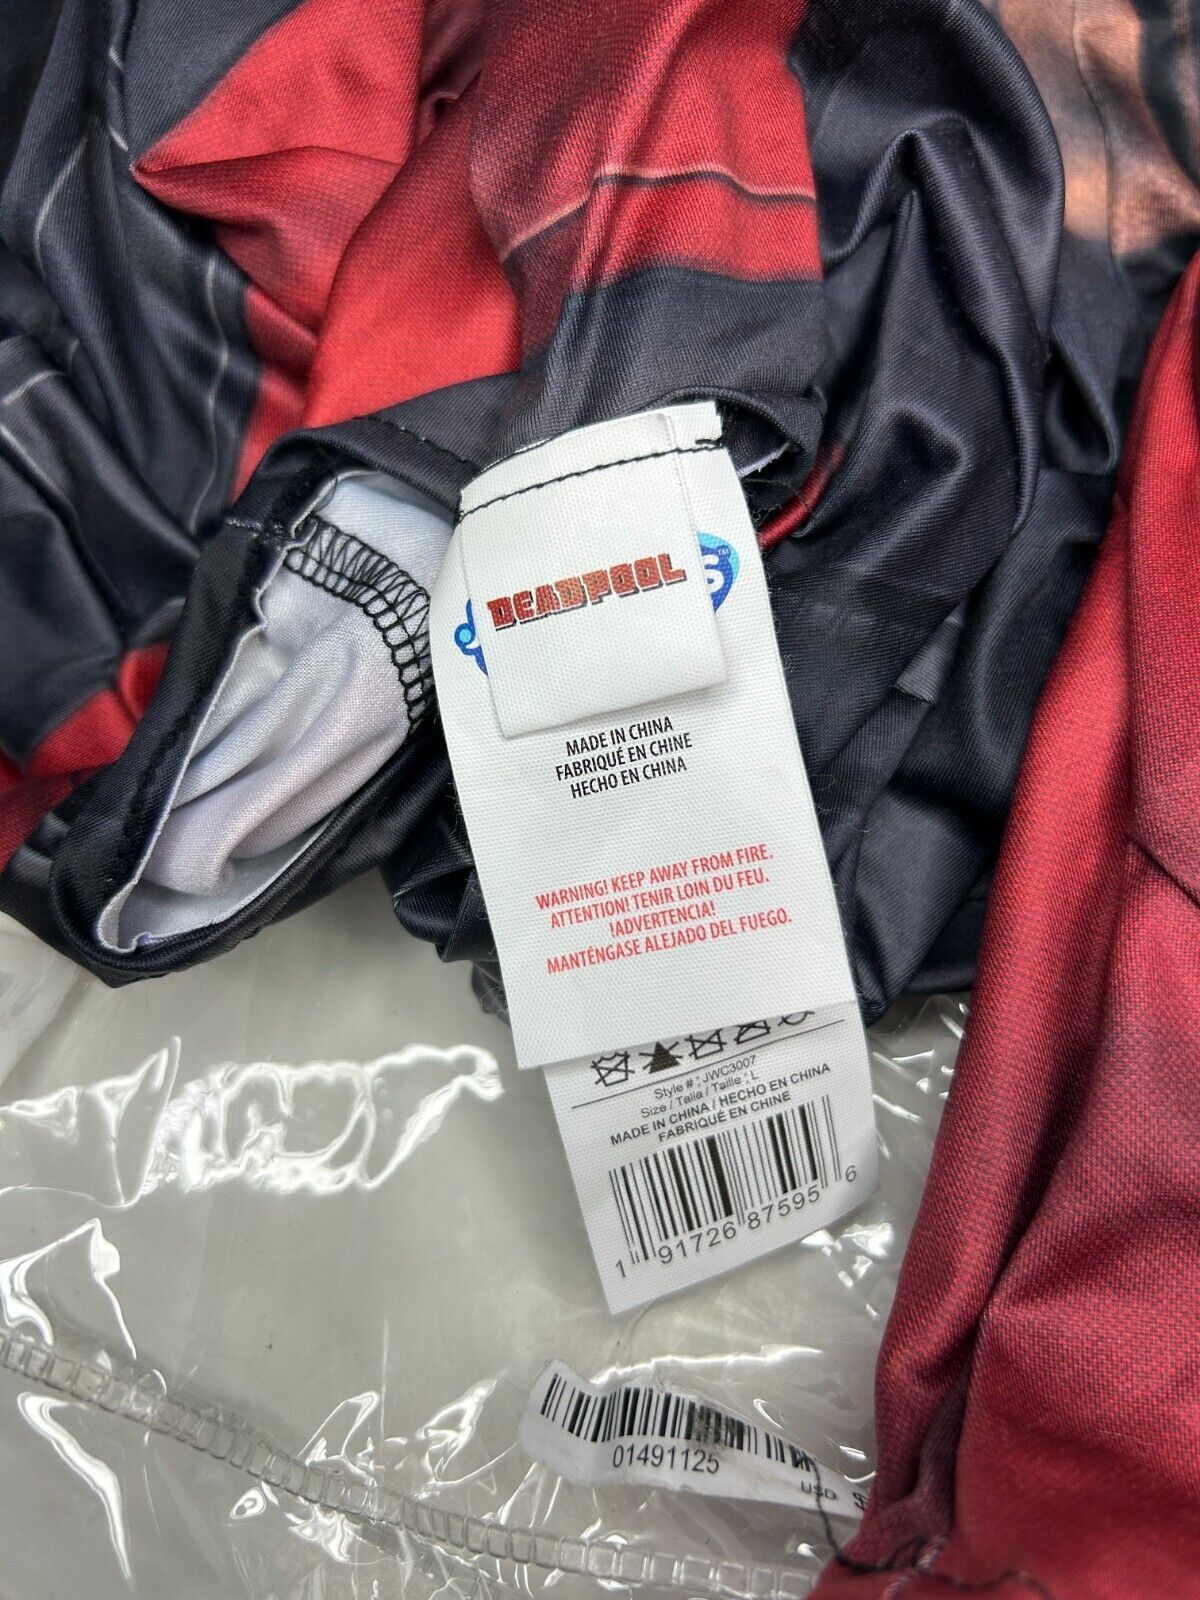 DEADPOOL
S™
MADE IN CHINA
FABRIQUÉ EN CHINE
HECHO EN CHINA
WARNING! KEEP AWAY FROM FIRE.
ATTENTION! TENIR LOIN DU FEU.
!ADVERTENCIA!
MANTÉNGASE ALEJADO DEL FUEGO.
Style # : JWC3007
Size / Talla / Taille : L
MADE IN CHINA / HECHO EN CHINA
FABRIQUÉ EN CHINE
1 91726 87595 6
01491125
USD $